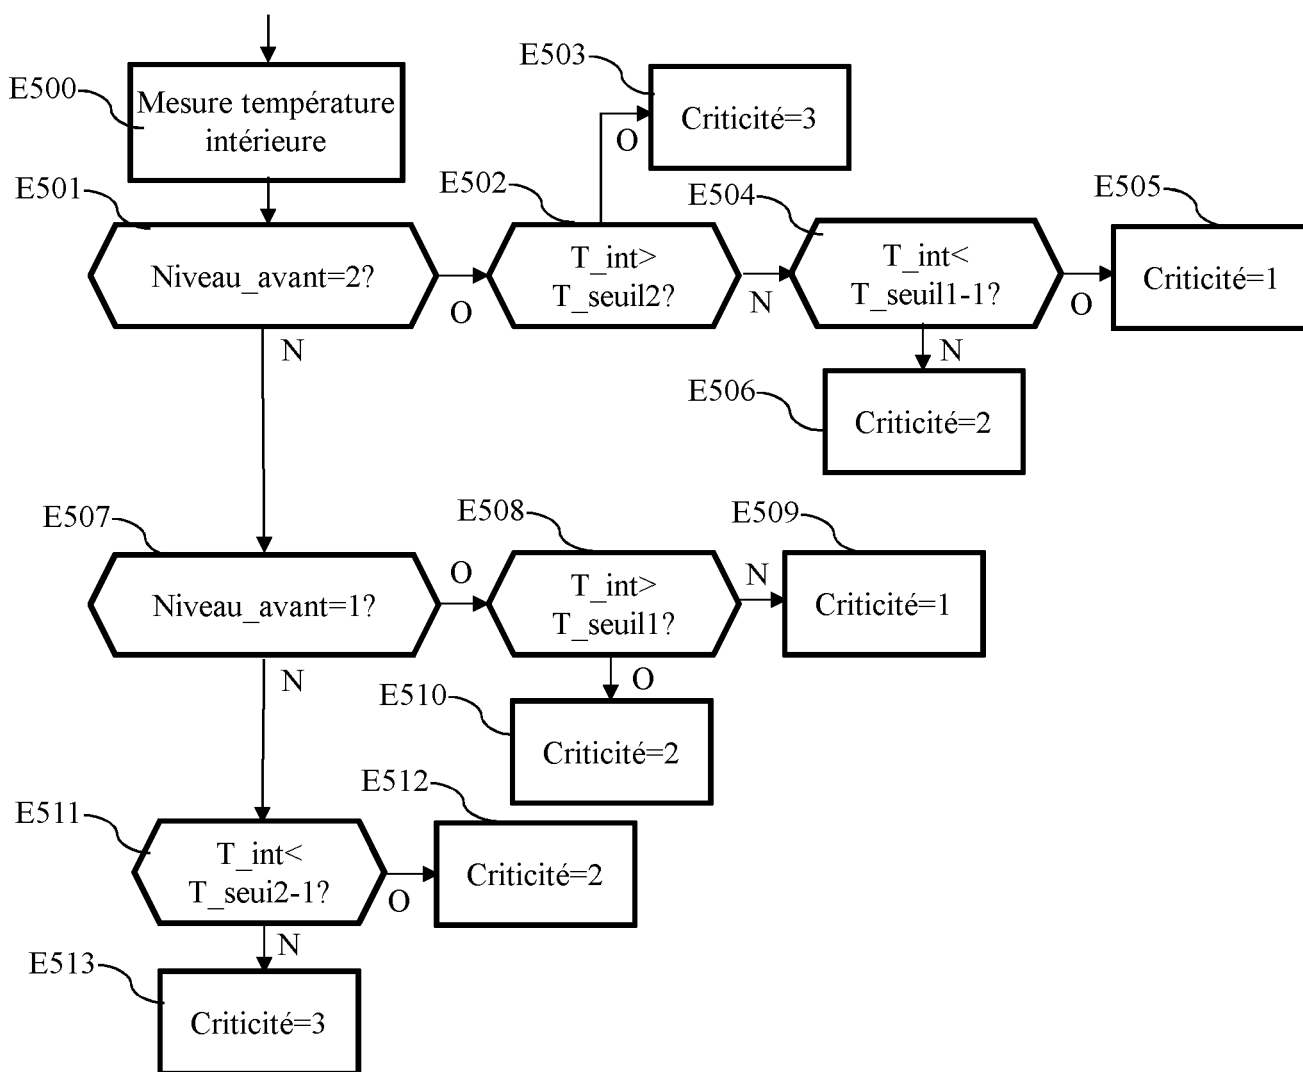 E500
Mesure température
intérieure
E501
Niveau_avant=2?
O
N
E502
T_int>
T_seuil2?
O
N
E503
Criticité=3
E504
T_int<
T_seuil1-1?
O
N
E505
Criticité=1
E506
Criticité=2
E507
Niveau_avant=1?
O
N
E508
T_int>
T_seuil1?
N
O
E509
Criticité=1
E510
Criticité=2
E511
T_int<
T_seui2-1?
O
N
E512
Criticité=2
E513
Criticité=3